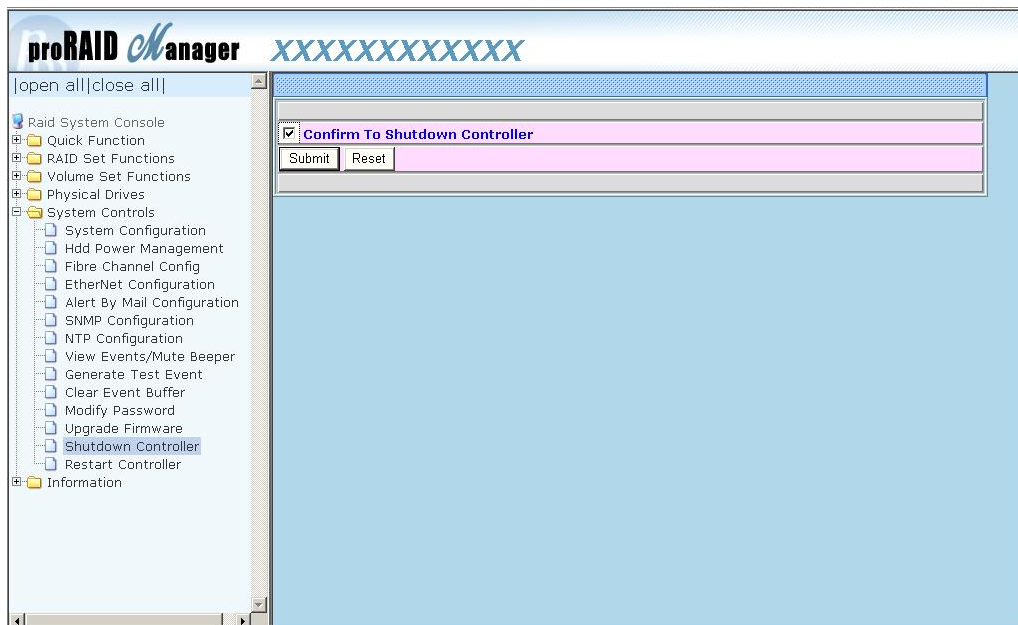 proRAID Manager
XXXXXXXXXXXX
|open all|close all|
Raid System Console
Quick Function
RAID Set Functions
Volume Set Functions
Physical Drives
System Controls
System Configuration
Hdd Power Management
Fibre Channel Config
EtherNet Configuration
Alert By Mail Configuration
SNMP Configuration
NTP Configuration
View Events/Mute Beeper
Generate Test Event
Clear Event Buffer
Modify Password
Upgrade Firmware
Shutdown Controller
Restart Controller
Information
Confirm To Shutdown Controller
Submit Reset